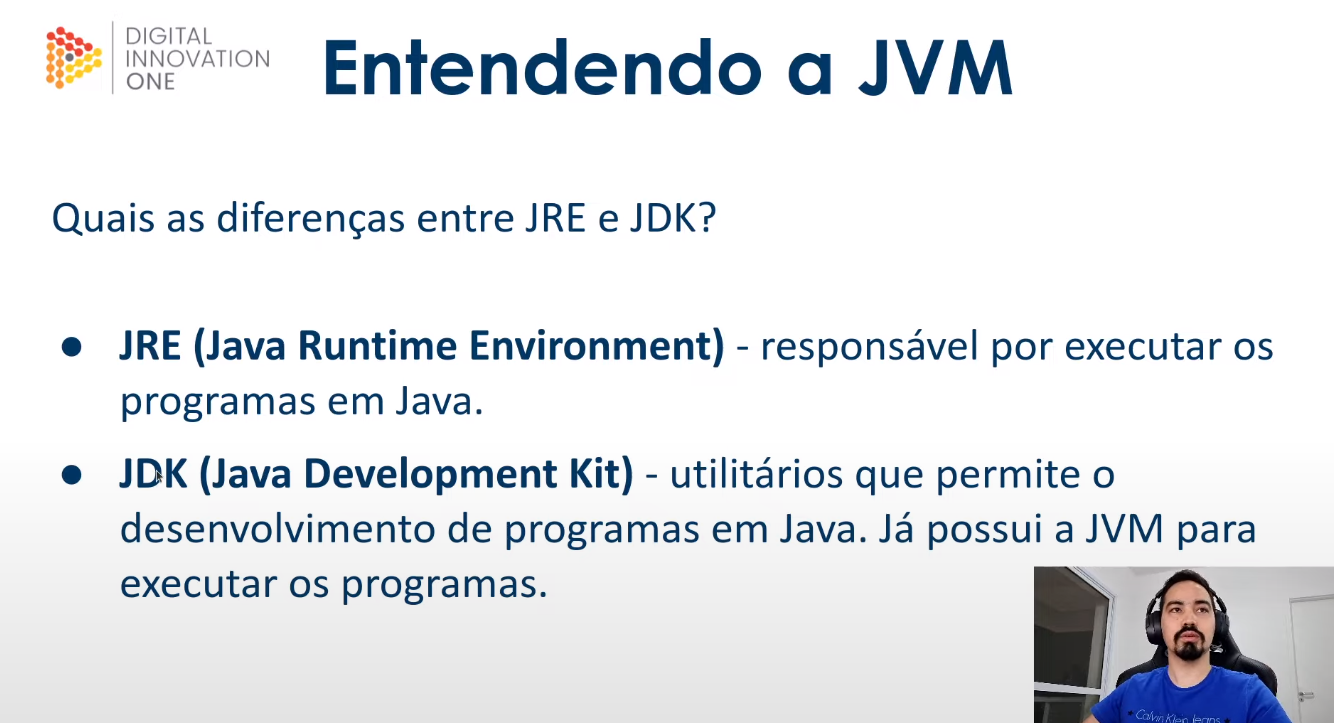 DIGITAL
INNOVATION
ONE
Entendendo a JVM
Quais as diferenças entre JRE e JDK?
● JRE (Java Runtime Environment) - responsável por executar os
programas em Java.
● JDK (Java Development Kit) - utilitários que permite o
desenvolvimento de programas em Java. Já possui a JVM para
executar os programas.
Calvin Klein Jeans